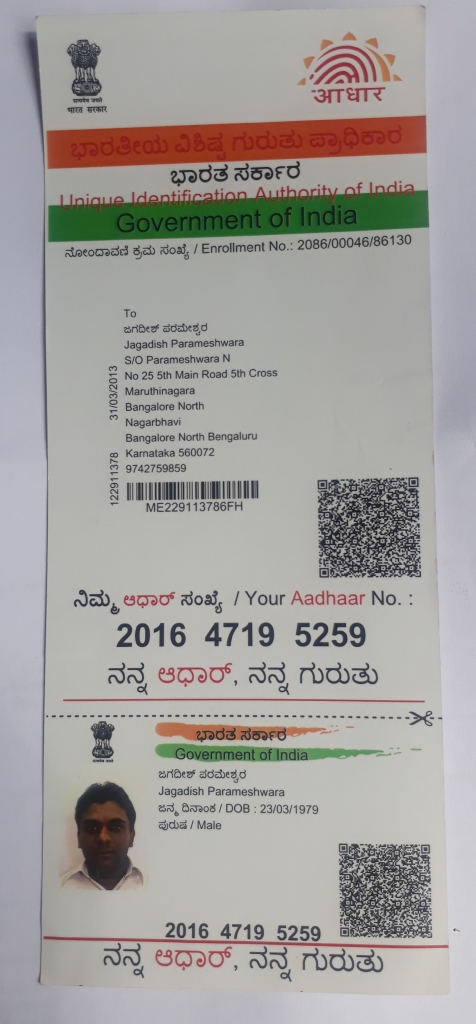 सत्यमेव जयते
भारत सरकार
आधार
ಭಾರತೀಯ ವಿಶಿಷ್ಟ ಗುರುತು ಪ್ರಾಧಿಕಾರ
ಭಾರತ ಸರ್ಕಾರ
Unique Identification Authority of India
Government of India
ನೋಂದಾವಣಿ ಕ್ರಮ ಸಂಖ್ಯೆ / Enrollment No.: 2086/00046/86130
To
ಜಗದೀಶ್ ಪರಮೇಶ್ವರ
Jagadish Parameshwara
S/O Parameshwara N
No 25 5th Main Road 5th Cross
Maruthinagara
Bangalore North
Nagarbhavi
Bangalore North Bengaluru
Karnataka 560072
9742759859
31/03/2013
122911378
ME229113786FH
ನಿಮ್ಮ ಆಧಾರ್ ಸಂಖ್ಯೆ / Your Aadhaar No. :
2016 4719 5259
ನನ್ನ ಆಧಾರ್, ನನ್ನ ಗುರುತು
ಭಾರತ ಸರ್ಕಾರ
Government of India
ಜಗದೀಶ್ ಪರಮೇಶ್ವರ
Jagadish Parameshwara
ಜನ್ಮ ದಿನಾಂಕ / DOB : 23/03/1979
ಪುರುಷ / Male
2016 4719 5259
ನನ್ನ ಆಧಾರ್, ನನ್ನ ಗುರುತು